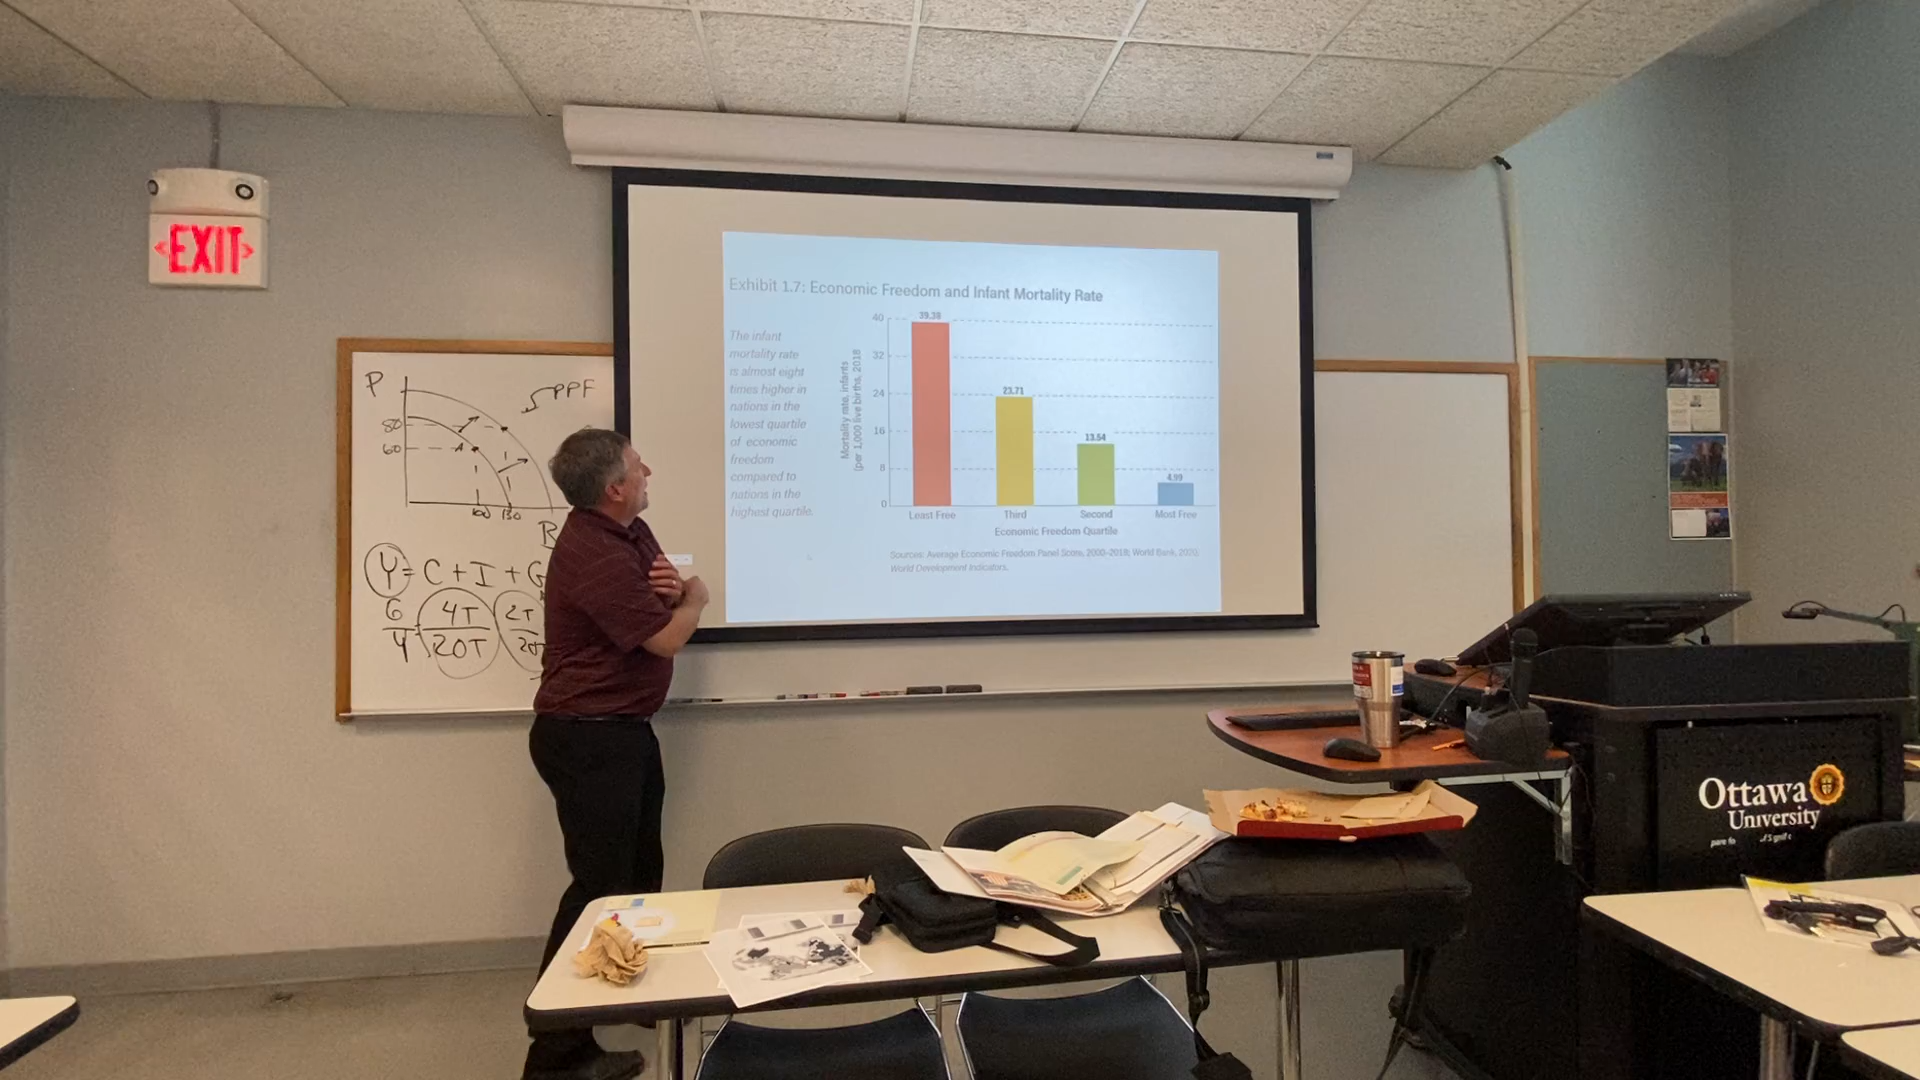 EXIT
Exhibit 1.7: Economic Freedom and Infant Mortality Rate
The infant
mortality rate
is almost eight
times higher in
nations in the
lowest quartile
of economic
freedom
compared to
nations in the
highest quartile.
Mortality rate, infants
(per 1,000 live births, 2018
40
32
24
16
8
0
39.38
23.71
13.54
4.99
Least Free
Third
Second
Most Free
Economic Freedom Quartile
Sources: Average Economic Freedom Panel Score, 2000–2018; World Bank,
World Development Indicators.
P
PPF
80
60
100 130
Y = C + I + G
4T
20T
2T
Ottawa
University